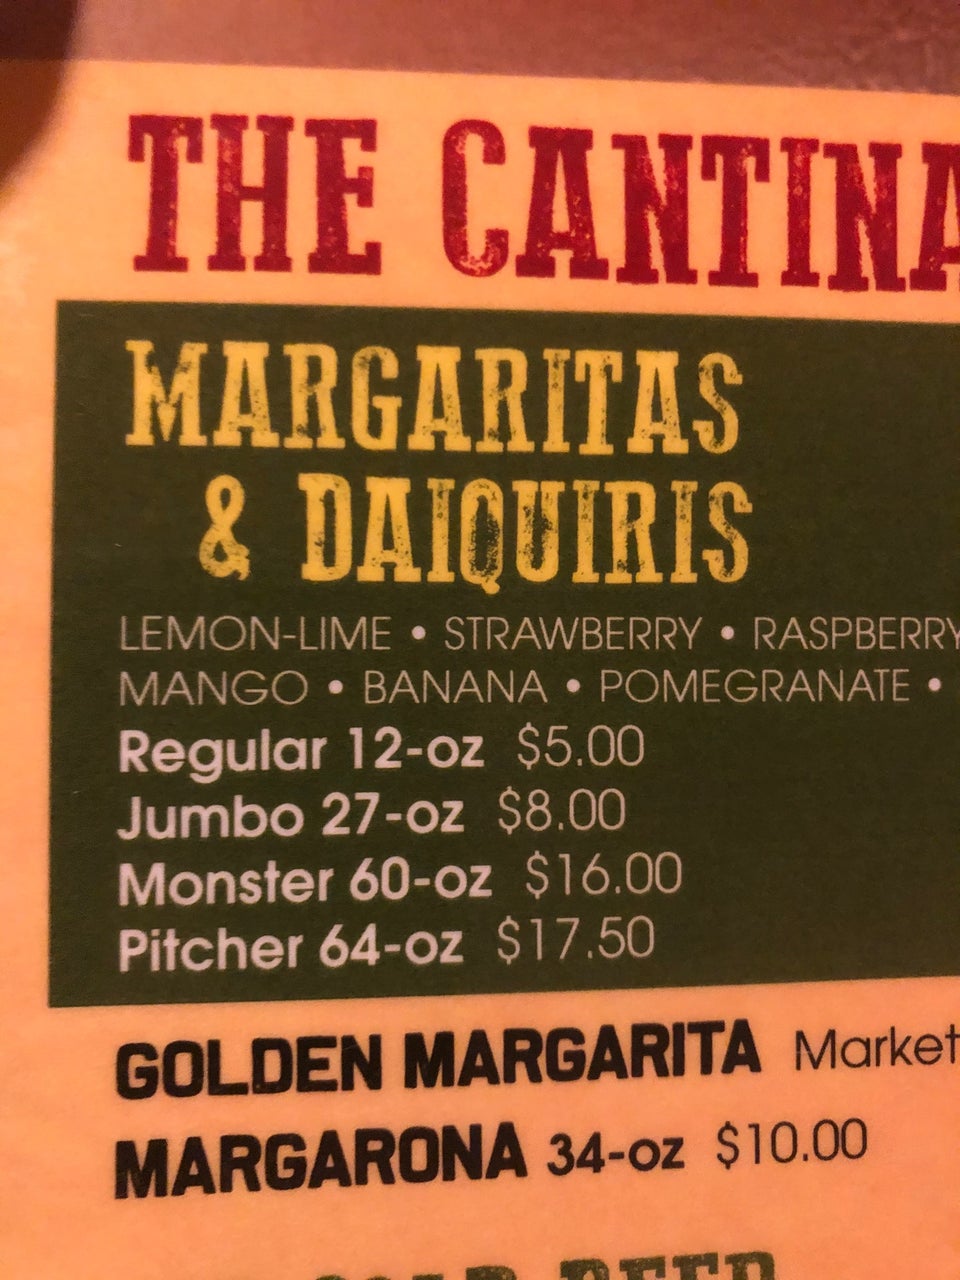 THE CANTINA
MARGARITAS
& DAIQUIRIS
LEMON-LIME • STRAWBERRY • RASPBERRY
MANGO • BANANA • POMEGRANATE •
Regular 12-oz $5.00
Jumbo 27-oz $8.00
Monster 60-oz $16.00
Pitcher 64-oz $17.50
GOLDEN MARGARITA Market
MARGARONA 34-oz $10.00
BEER